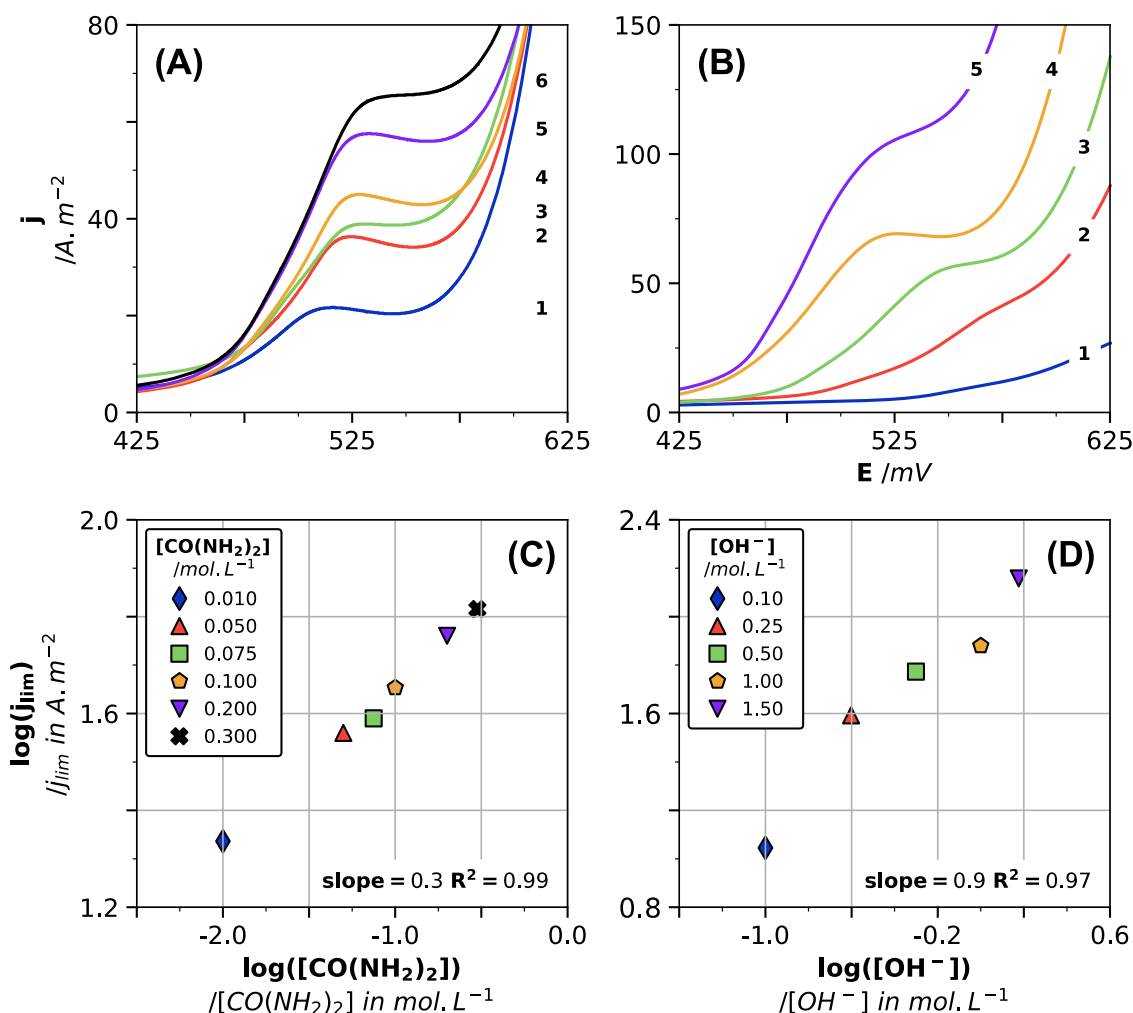 (A)
80
40
0
j
/A. m⁻²
6
5
4
3
2
1
425
525
625
(B)
150
100
50
0
5
4
3
2
1
425
525
625
E /mV
(C)
2.0
1.6
1.2
log(jlim)
/jlim in A. m⁻²
[CO(NH₂)₂]
/mol. L⁻¹
0.010
0.050
0.075
0.100
0.200
0.300
slope = 0.3 R² = 0.99
-2.0
-1.0
0.0
log([CO(NH₂)₂])
/[CO(NH₂)₂] in mol. L⁻¹
(D)
2.4
1.6
0.8
[OH⁻]
/mol. L⁻¹
0.10
0.25
0.50
1.00
1.50
slope = 0.9 R² = 0.97
-1.0
-0.2
0.6
log([OH⁻])
/[OH⁻] in mol. L⁻¹